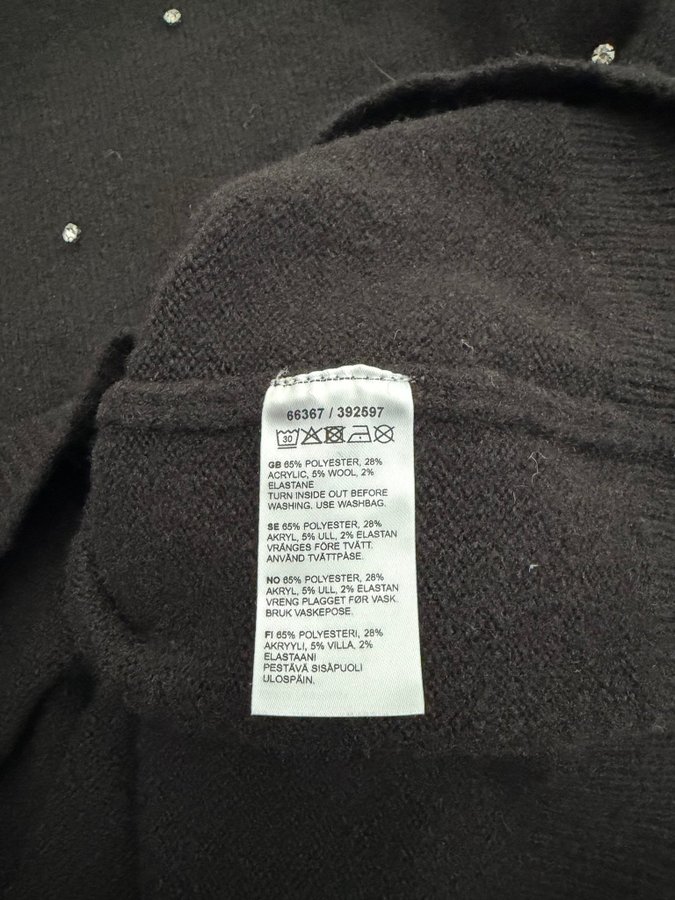 66367 / 392597
30
GB 65% POLYESTER, 28%
ACRYLIC, 5% WOOL, 2%
ELASTANE
TURN INSIDE OUT BEFORE
WASHING. USE WASHBAG.
SE 65% POLYESTER, 28%
AKRYL, 5% ULL, 2% ELASTAN
VRÄNGES FÖRE TVÄTT.
ANVÄND TVÄTTPÅSE.
NO 65% POLYESTER, 28%
AKRYL, 5% ULL, 2% ELASTAN
VRENG PLAGGET FØR VASK.
BRUK VASKEPOSE.
FI 65% POLYESTERI, 28%
AKRYYLI, 5% VILLA, 2%
ELASTAANI
PESTÄVÄ SISÄPUOLI
ULOSPÄIN.